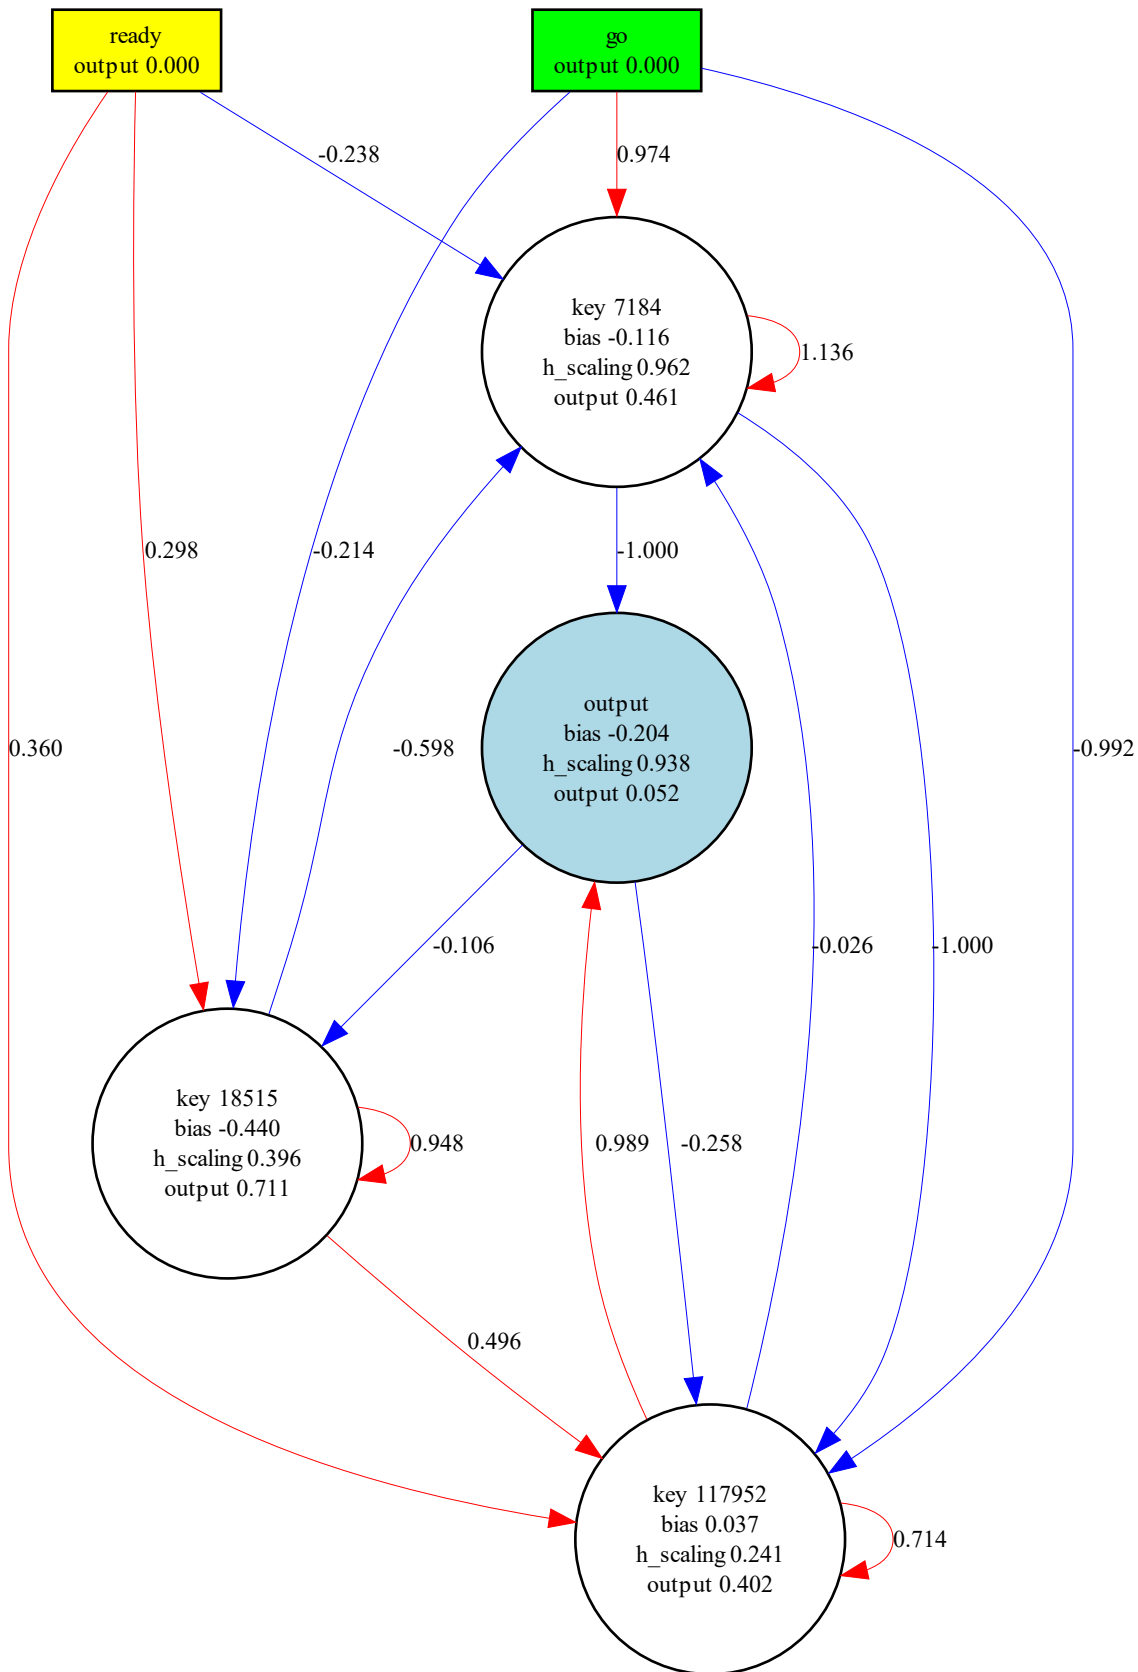 ready
output 0.000
go
output 0.000
-0.238
0.974
key 7184
bias -0.116
h_scaling 0.962
output 0.461
1.136
0.298
-0.214
-1.000
output
bias -0.204
h_scaling 0.938
output 0.052
0.360
-0.598
-0.992
-0.106
-0.026
-1.000
key 18515
bias -0.440
h_scaling 0.396
output 0.711
0.948
0.989
-0.258
0.496
key 117952
bias 0.037
h_scaling 0.241
output 0.402
0.714